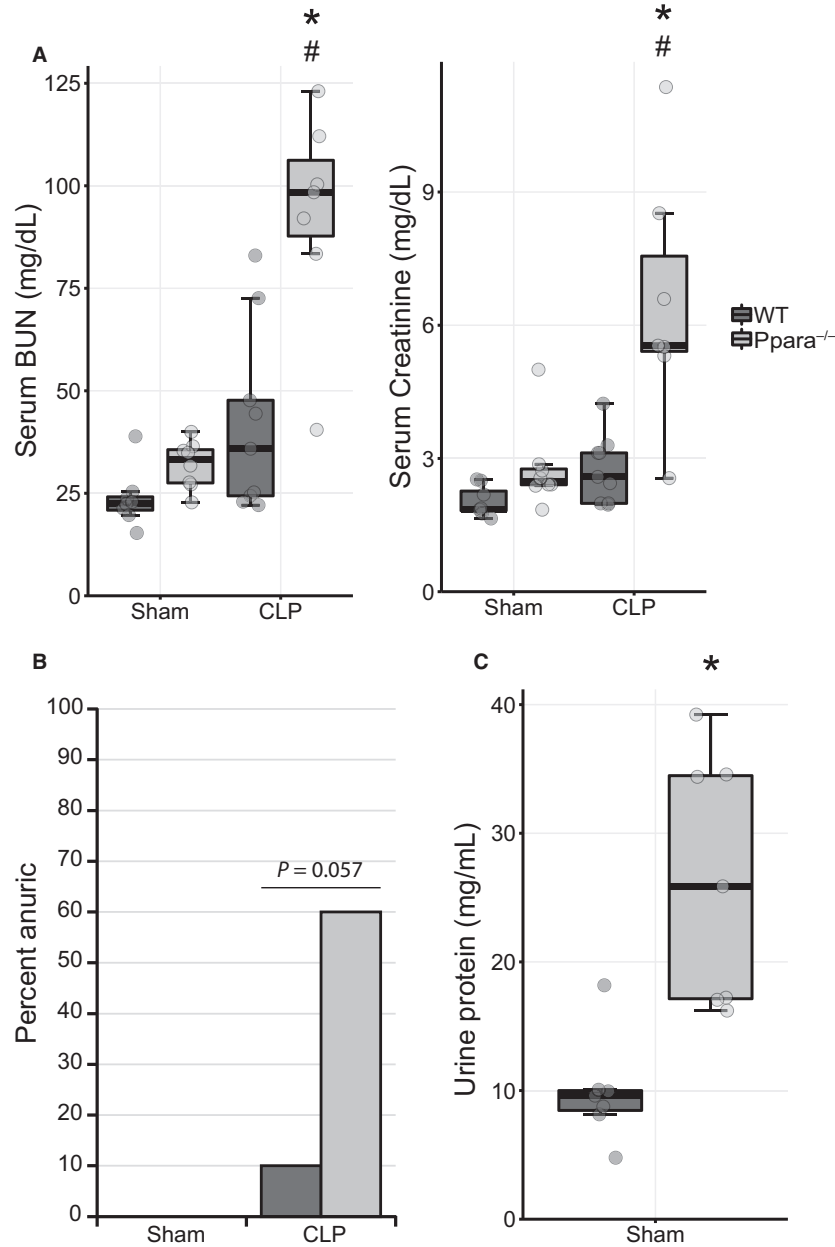 A
*
#
Serum BUN (mg/dL)
125
100
75
50
25
0
Sham CLP
*
#
Serum Creatinine (mg/dL)
9
6
3
0
Sham CLP
WT
Ppara⁻/⁻
B
Percent anuric
100
90
80
70
60
50
40
30
20
10
0
P = 0.057
Sham CLP
C
*
Urine protein (mg/mL)
40
30
20
10
0
Sham